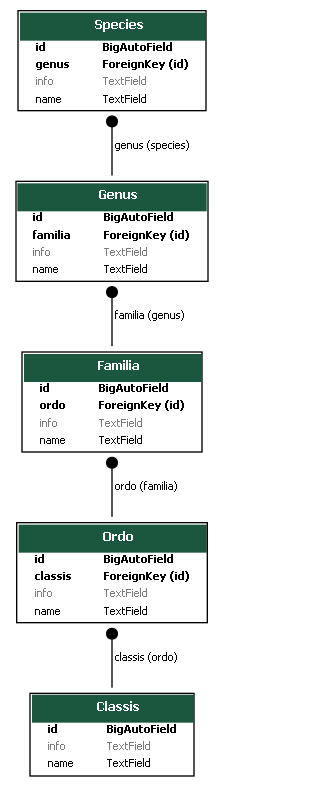 Species
id BigAutoField
genus ForeignKey (id)
info TextField
name TextField
genus (species)
Genus
id BigAutoField
familia ForeignKey (id)
info TextField
name TextField
familia (genus)
Familia
id BigAutoField
ordo ForeignKey (id)
info TextField
name TextField
ordo (familia)
Ordo
id BigAutoField
classis ForeignKey (id)
info TextField
name TextField
classis (ordo)
Classis
id BigAutoField
info TextField
name TextField